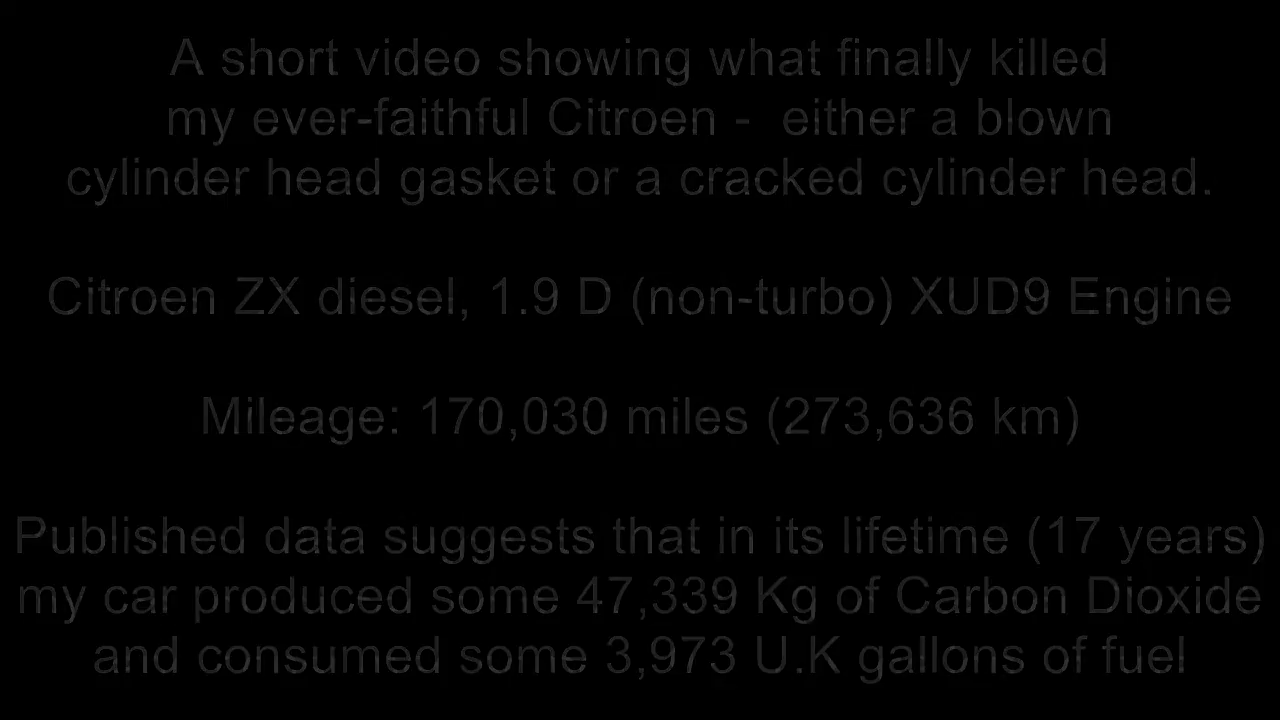 A short video showing what finally killed
my ever-faithful Citroen -  either a blown
cylinder head gasket or a cracked cylinder head.
Citroen ZX diesel, 1.9 D (non-turbo) XUD9 Engine
Mileage: 170,030 miles (273,636 km)
Published data suggests that in its lifetime (17 years)
my car produced some 47,339 Kg of Carbon Dioxide
and consumed some 3,973 U.K gallons of fuel